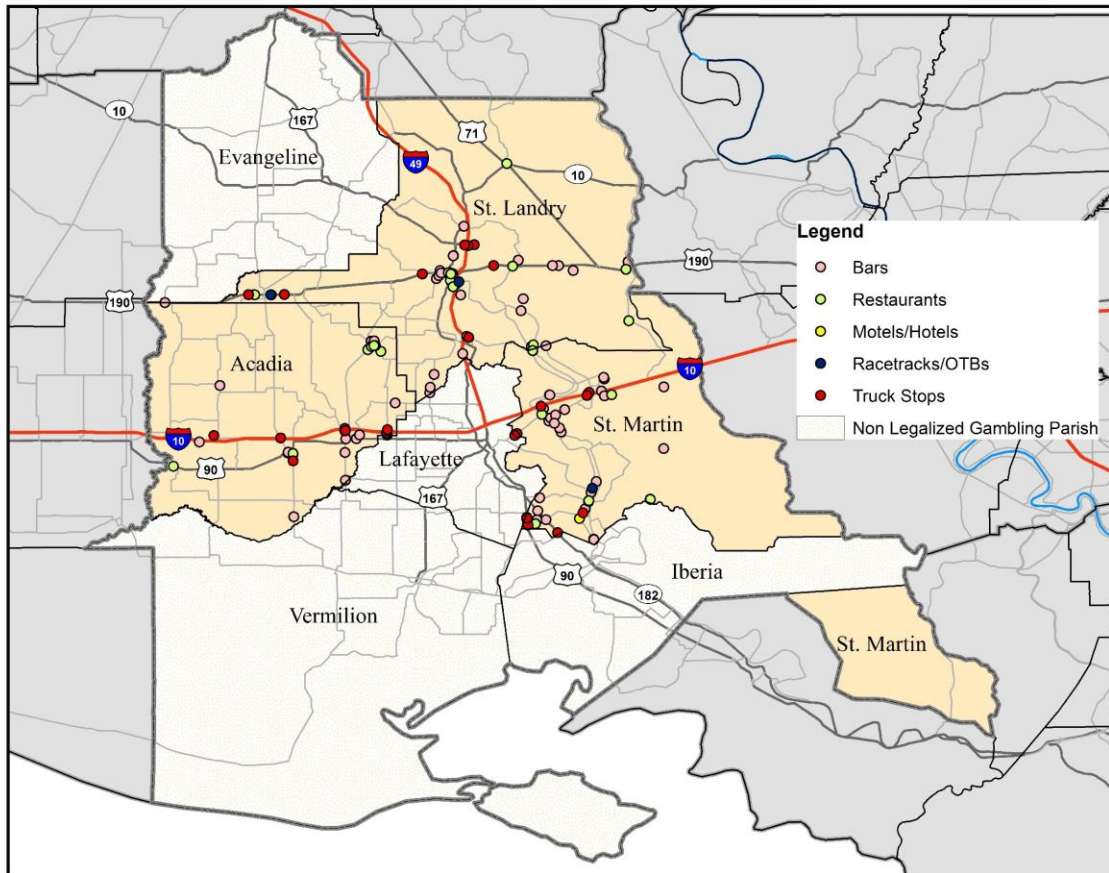 10
167
71
Evangeline
49
10
St. Landry
Legend
Bars
190
Restaurants
190
Motels/Hotels
Racetracks/OTBs
Acadia
10
Truck Stops
St. Martin
Non Legalized Gambling Parish
10
Lafayette
90
167
Iberia
90
182
Vermilion
St. Martin